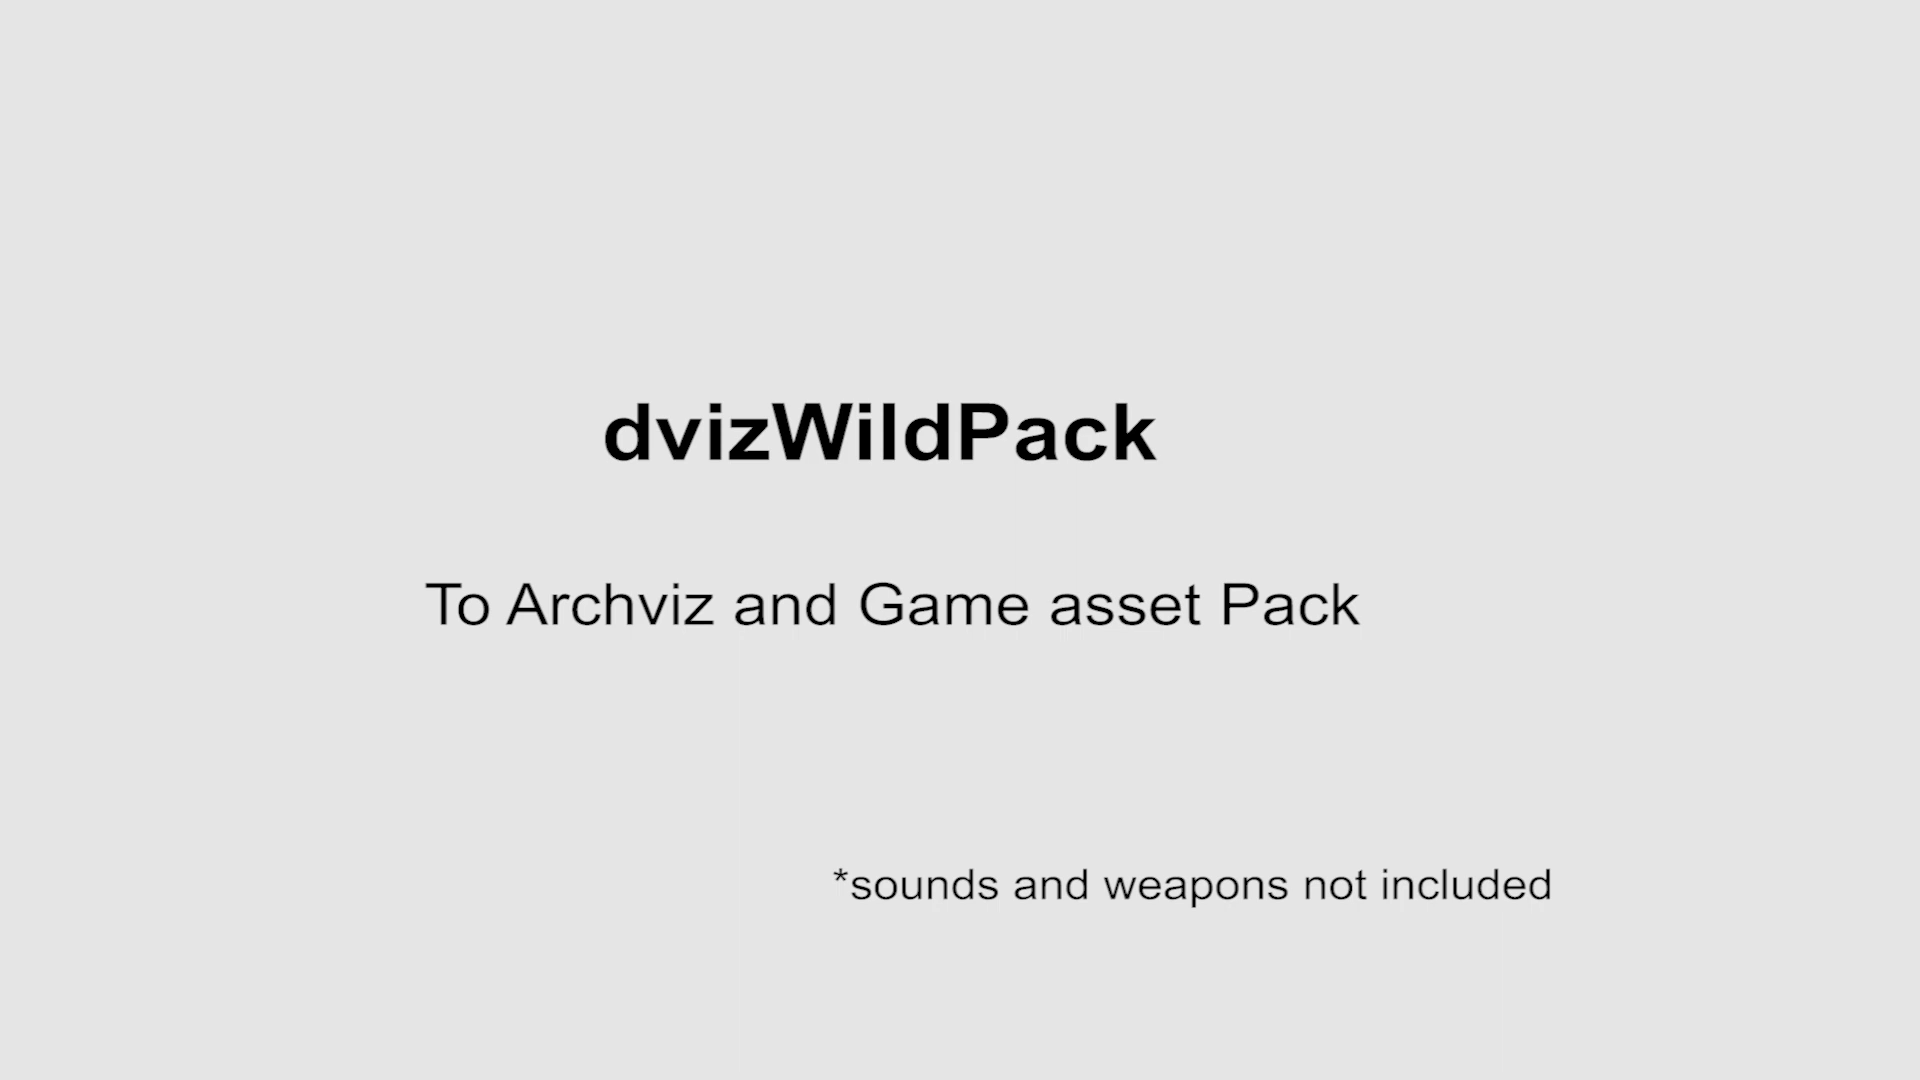 dvizWildPack
To Archviz and Game asset Pack
*sounds and weapons not included